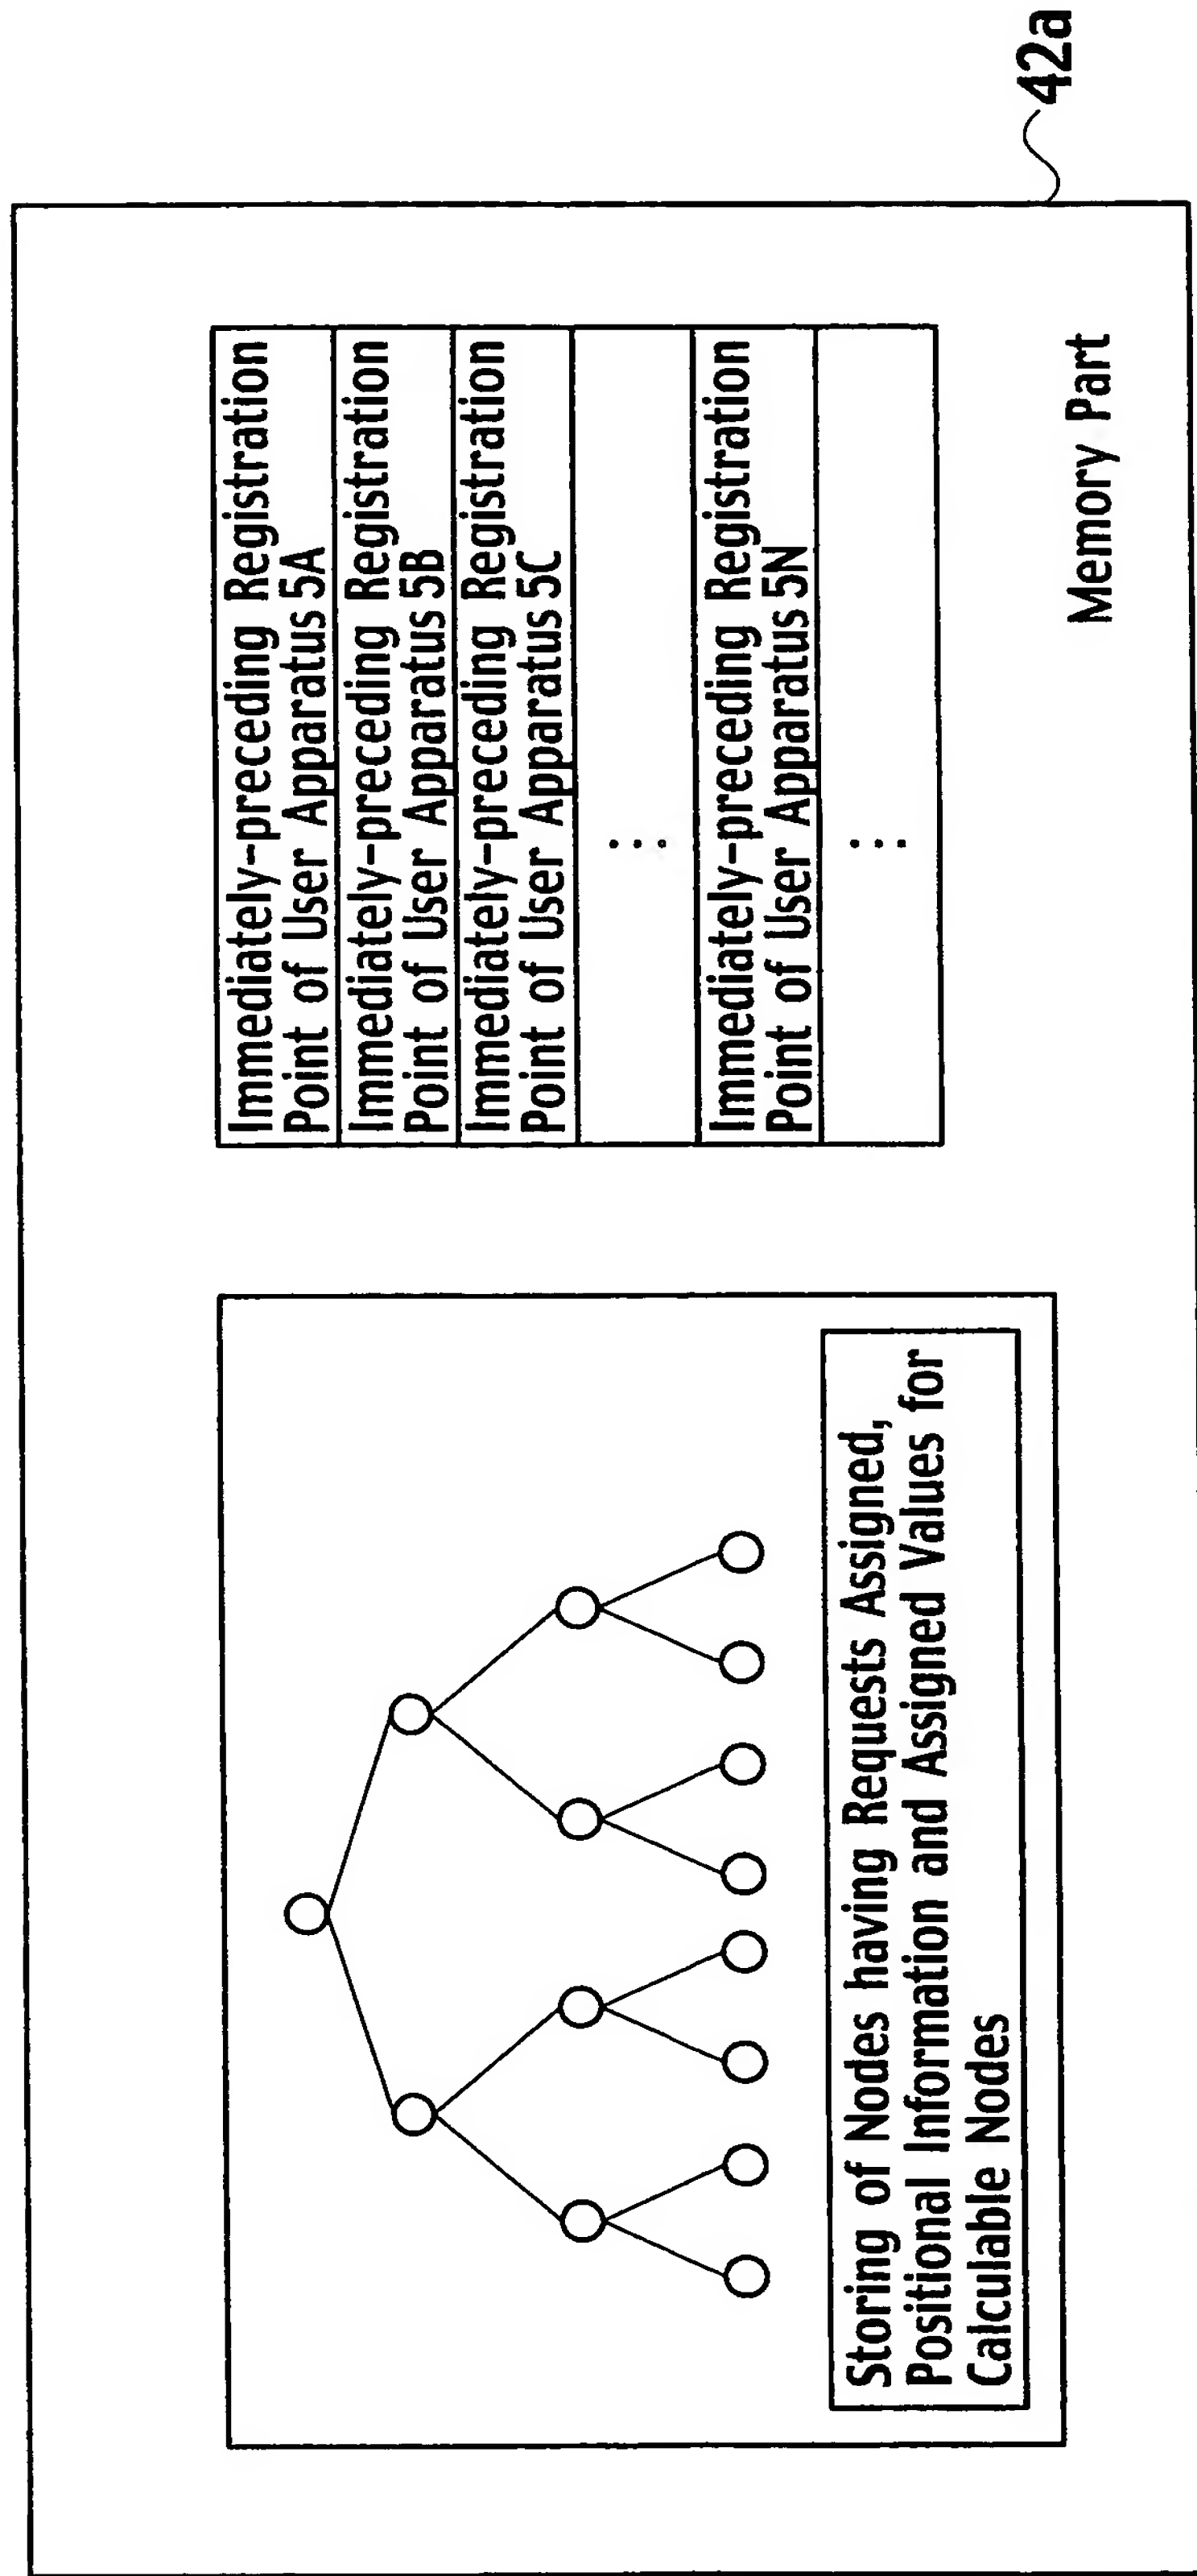 Storing of Nodes having Requests Assigned,
Positional Information and Assigned Values for
Calculable Nodes
Immediately-preceding Registration
Point of User Apparatus 5A
Immediately-preceding Registration
Point of User Apparatus 5B
Immediately-preceding Registration
Point of User Apparatus 5C
⋮
Immediately-preceding Registration
Point of User Apparatus 5N
⋮
Memory Part
42a